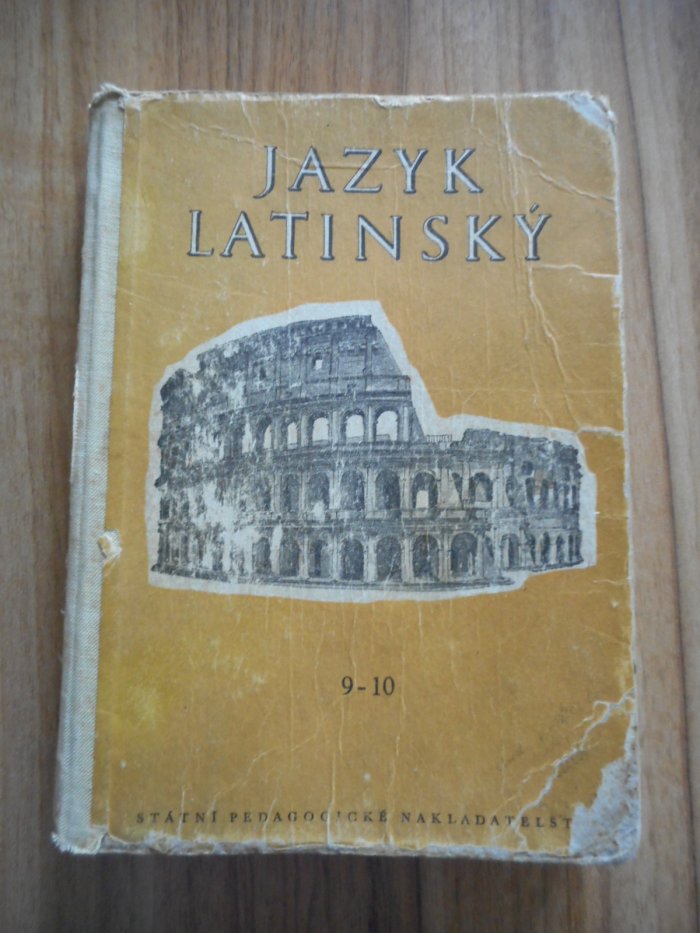 JAZYK
LATINSKÝ
9-10
STÁTNÍ PEDAGOGICKÉ NAKLADATELST